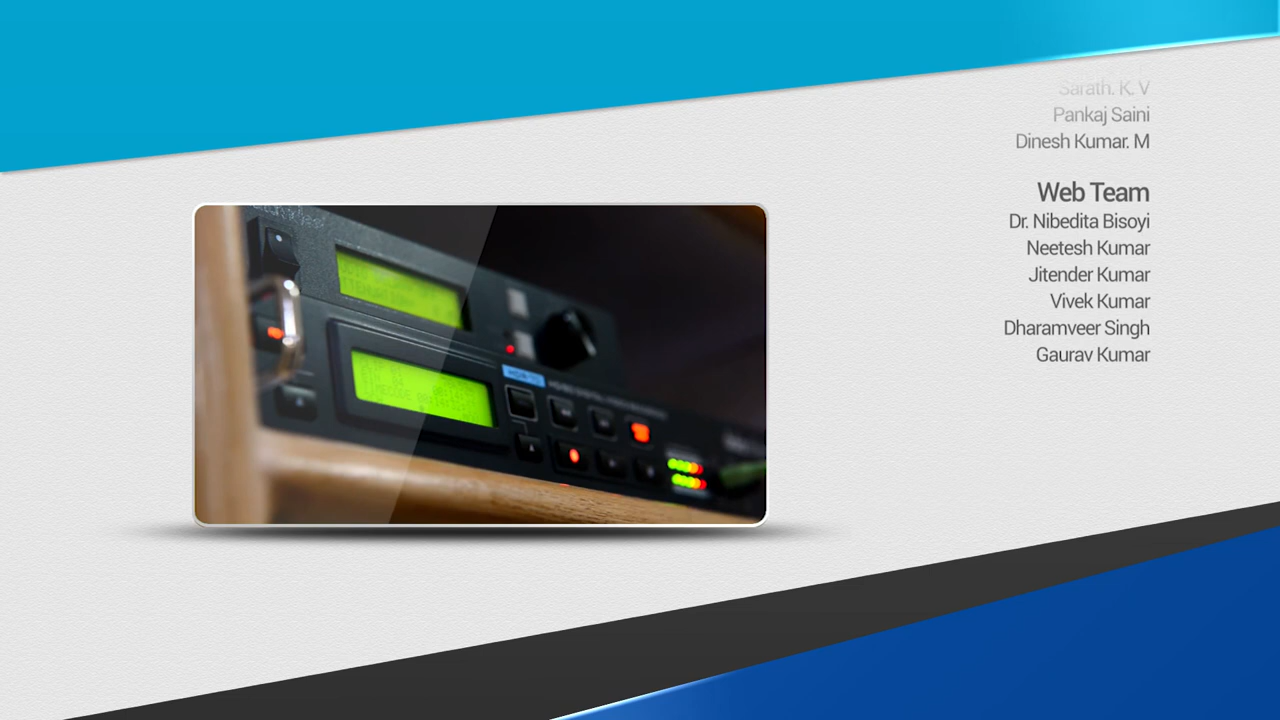 Sarath. K. V
Pankaj Saini
Dinesh Kumar. M
Web Team
Dr. Nibedita Bisoyi
Neetesh Kumar
Jitender Kumar
Vivek Kumar
Dharamveer Singh
Gaurav Kumar